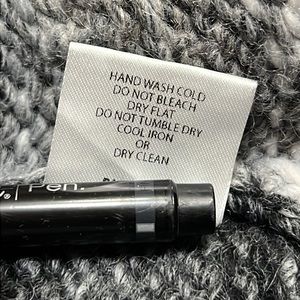 HAND WASH COLD
DO NOT BLEACH
DRY FLAT
DO NOT TUMBLE DRY
COOL IRON
OR
DRY CLEAN
Pen.